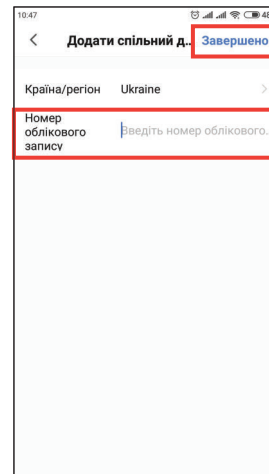 10:47
48
Додати спільний д.. Завершено
Країна/регіон Ukraine
Номер облікового запису Введіть номер облікового..